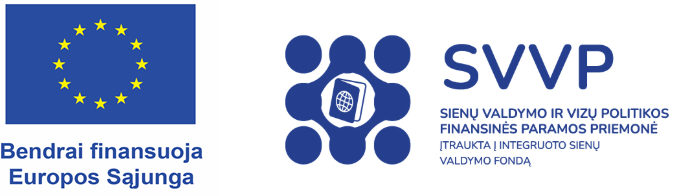 Bendrai finansuoja
Europos Sąjunga
SVVP
SIENŲ VALDYMO IR VIZŲ POLITIKOS
FINANSINĖS PARAMOS PRIEMONĖ
ĮTRAUKTA Į INTEGRUOTO SIENŲ
VALDYMO FONDĄ